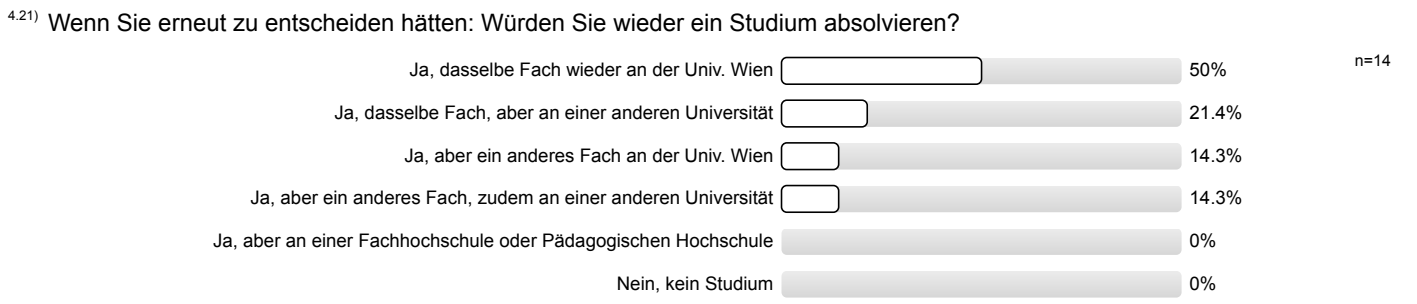 4.21) Wenn Sie erneut zu entscheiden hätten: Würden Sie wieder ein Studium absolvieren?
Ja, dasselbe Fach wieder an der Univ. Wien 50% n=14
Ja, dasselbe Fach, aber an einer anderen Universität 21.4%
Ja, aber ein anderes Fach an der Univ. Wien 14.3%
Ja, aber ein anderes Fach, zudem an einer anderen Universität 14.3%
Ja, aber an einer Fachhochschule oder Pädagogischen Hochschule 0%
Nein, kein Studium 0%